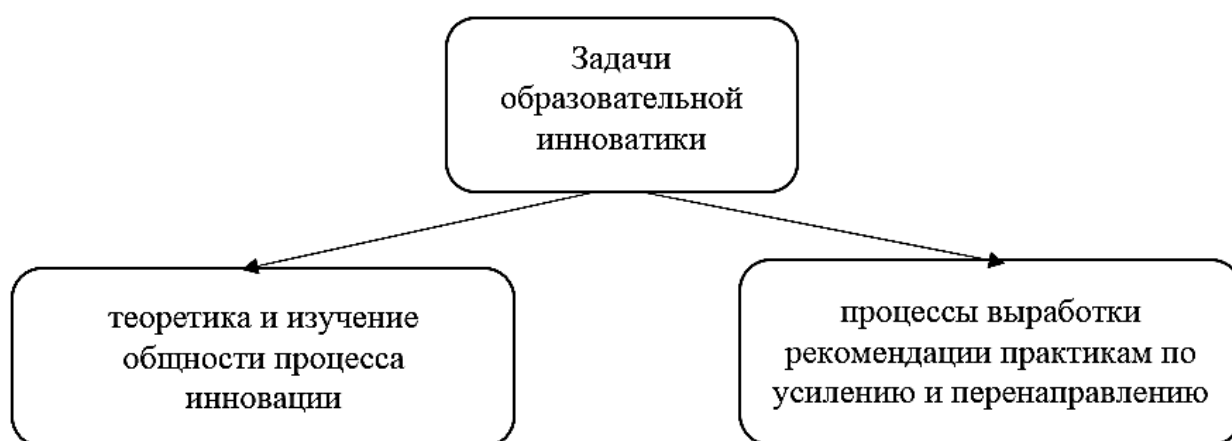 Задачи
образовательной
инноватики
теоретика и изучение
общности процесса
инновации
процессы выработки
рекомендации практикам по
усилению и перенаправлению